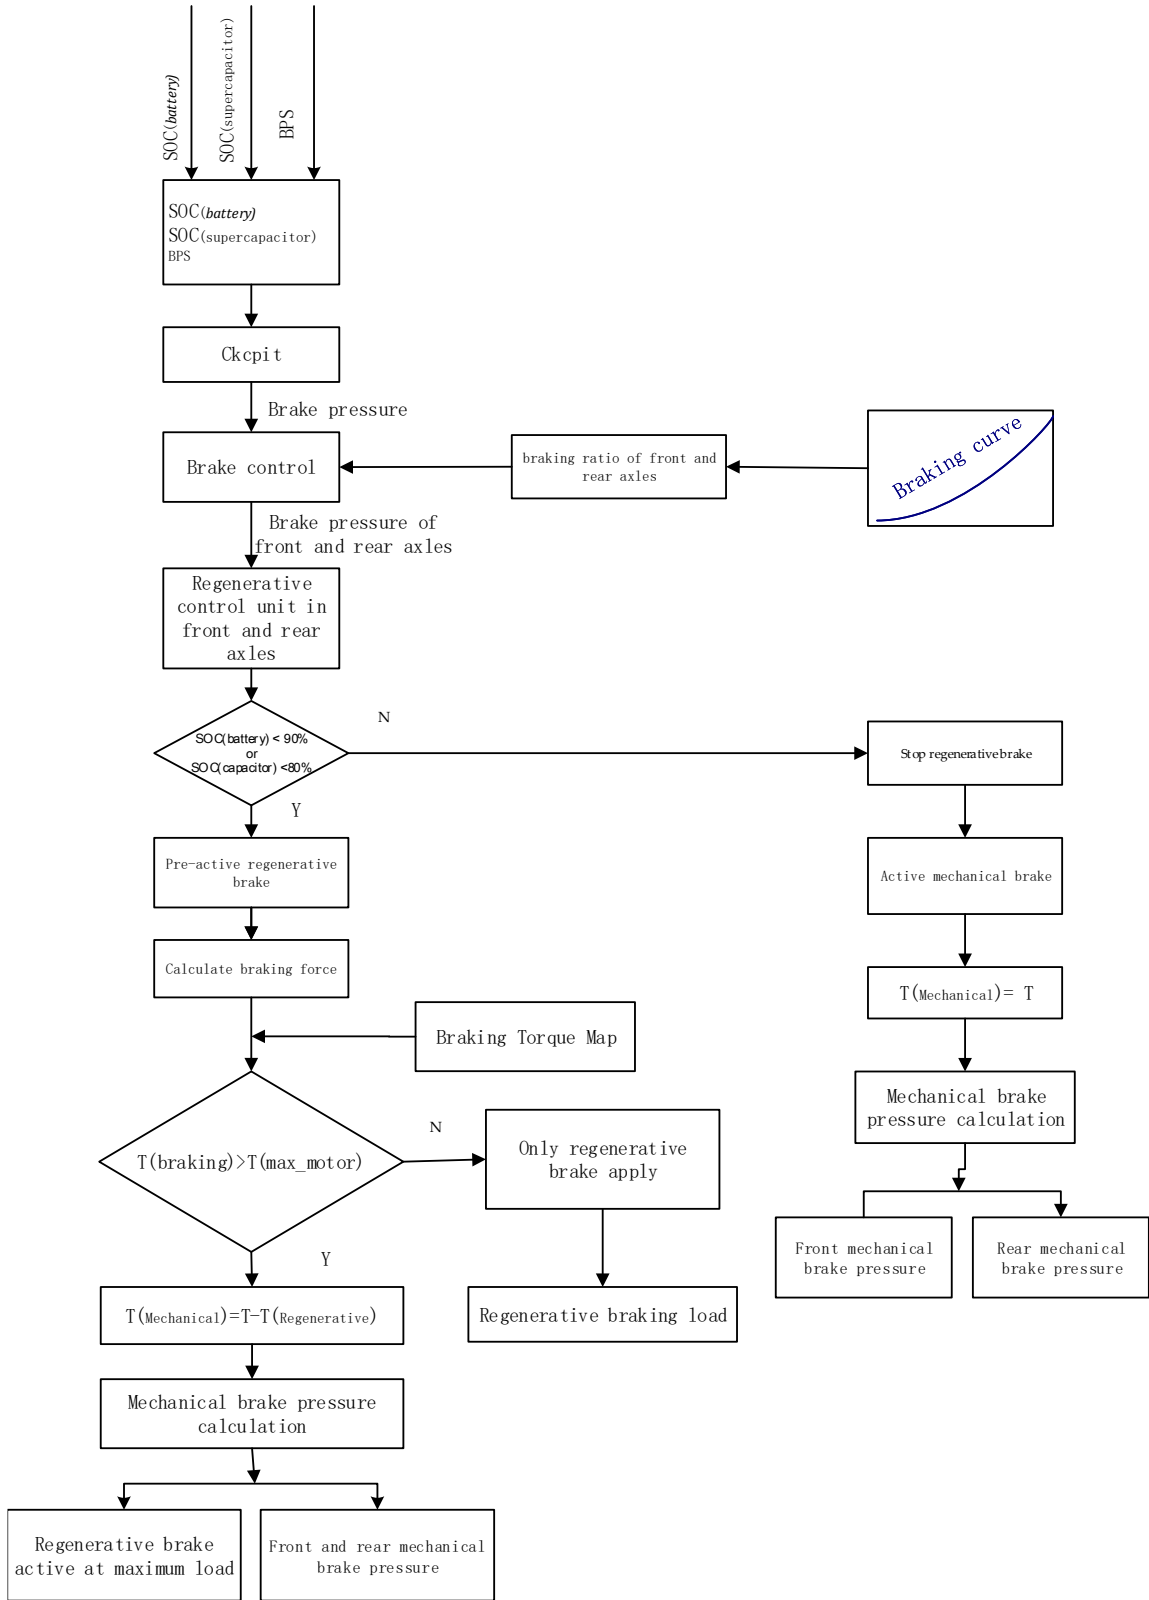 SOC(battery)
SOC(supercapacitor)
BPS
SOC(battery)
SOC(supercapacitor)
BPS
Ckcpit
Brake pressure
Brake control
braking ratio of front and
rear axles
Braking curve
Brake pressure of
front and rear axles
Regenerative
control unit in
front and rear
axles
SOC(battery) < 90%
or
SOC(capacitor) <80%
N
Y
Stop regenerative brake
Pre-active regenerative
brake
Active mechanical brake
Calculate braking force
T(Mechanical)= T
Braking Torque Map
Mechanical brake
pressure calculation
T(braking)>T(max_motor)
N
Y
Only regenerative
brake apply
Front mechanical
brake pressure
Rear mechanical
brake pressure
T(Mechanical)=T-T(Regenerative)
Regenerative braking load
Mechanical brake pressure
calculation
Regenerative brake
active at maximum load
Front and rear mechanical
brake pressure